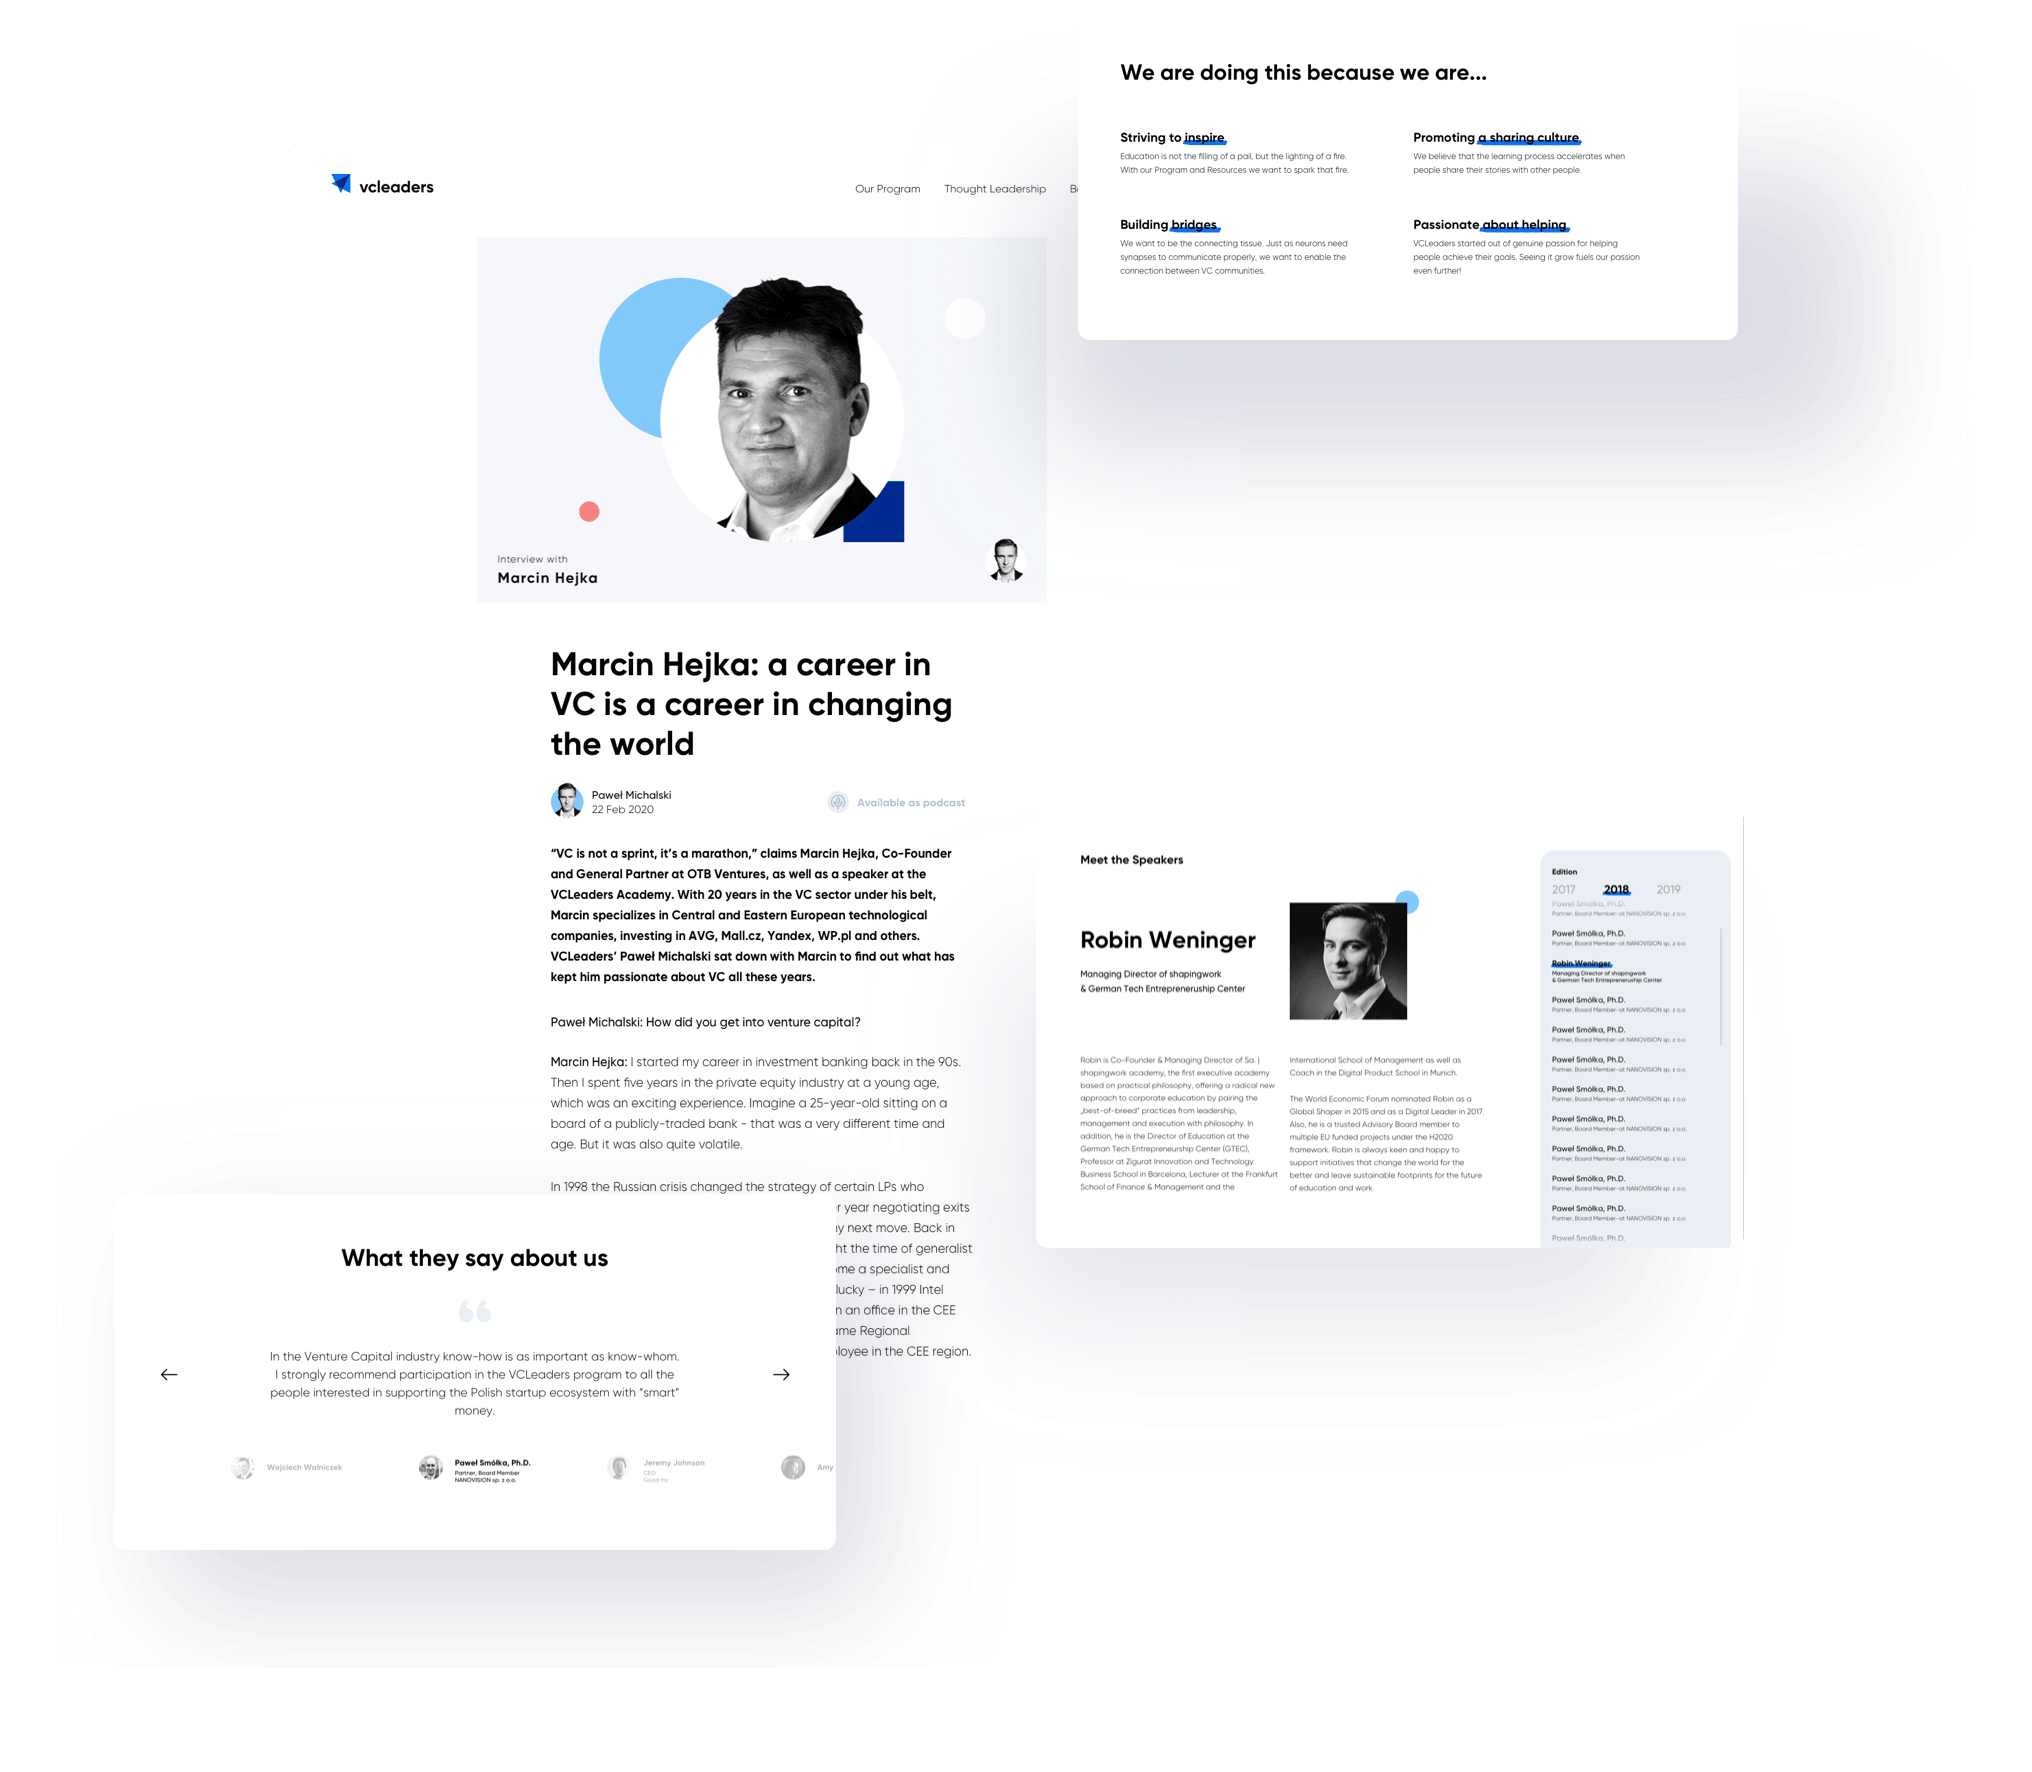 We are doing this because we are...
Striving to inspire
Education is not the filling of a pail, but the lighting of a fire.
With our Program and Resources we want to spark that fire.
Promoting a sharing culture
We believe that the learning process accelerates when
people share their stories with other people.
Building bridges
We want to be the connecting tissue. Just as neurons need
synapses to communicate properly, we want to enable the
connection between VC communities.
Passionate about helping
VCLeaders started out of genuine passion for helping
people achieve their goals. Seeing it grow fuels our passion
even further!
vcleaders
Our Program
Thought Leadership
Interview with
Marcin Hejka
Marcin Hejka: a career in
VC is a career in changing
the world
Paweł Michalski
22 Feb 2020
Available as podcast
“VC is not a sprint, it’s a marathon,” claims Marcin Hejka, Co-Founder
and General Partner at OTB Ventures, as well as a speaker at the
VCLeaders Academy. With 20 years in the VC sector under his belt,
Marcin specializes in Central and Eastern European technological
companies, investing in AVG, Mall.cz, Yandex, WP.pl and others.
VCLeaders’ Paweł Michalski sat down with Marcin to find out what has
kept him passionate about VC all these years.
Paweł Michalski: How did you get into venture capital?
Marcin Hejka: I started my career in investment banking back in the 90s.
Then I spent five years in the private equity industry at a young age,
which was an exciting experience. Imagine a 25-year-old sitting on a
board of a publicly-traded bank - that was a very different time and
age. But it was also quite volatile.
In 1998 the Russian crisis changed the strategy of certain LPs who
year negotiating exits
next move. Back in
the time of generalist
a specialist and
lucky – in 1999 Intel
an office in the CEE
Regional
in the CEE region.
Meet the Speakers
Robin Weninger
Managing Director of shapingwork
& German Tech Entrepreneruship Center
Robin is Co-Founder & Managing Director of Sa. |
shapingwork academy, the first executive academy
based on practical philosophy, offering a radical new
approach to corporate education by pairing the
„best-of-breed” practices from leadership,
management and execution with philosophy. In
addition, he is the Director of Education at the
German Tech Entrepreneurship Center (GTEC),
Professor at Zigurat Innovation and Technology
Business School in Barcelona, Lecturer at the Frankfurt
School of Finance & Management and the
International School of Management as well as
Coach in the Digital Product School in Munich.
The World Economic Forum nominated Robin as a
Global Shaper in 2015 and as a Digital Leader in 2017.
Also, he is a trusted Advisory Board member to
multiple EU funded projects under the H2020
framework. Robin is always keen and happy to
support initiatives that change the world for the
better and leave sustainable footprints for the future
of education and work.
Edition
2017 2018 2019
Paweł Smółka, Ph.D.
Partner, Board Member-at NANOVISION sp. z o.o.
Paweł Smółka, Ph.D.
Partner, Board Member-at NANOVISION sp. z o.o.
Robin Weninger
Managing Director of shapingwork
& German Tech Entrepreneruship Center
Paweł Smółka, Ph.D.
Partner, Board Member-at NANOVISION sp. z o.o.
Paweł Smółka, Ph.D.
Partner, Board Member-at NANOVISION sp. z o.o.
Paweł Smółka, Ph.D.
Partner, Board Member-at NANOVISION sp. z o.o.
Paweł Smółka, Ph.D.
Partner, Board Member-at NANOVISION sp. z o.o.
Paweł Smółka, Ph.D.
Partner, Board Member-at NANOVISION sp. z o.o.
Paweł Smółka, Ph.D.
Partner, Board Member-at NANOVISION sp. z o.o.
Paweł Smółka, Ph.D.
Partner, Board Member-at NANOVISION sp. z o.o.
Paweł Smółka, Ph.D.
Partner, Board Member-at NANOVISION sp. z o.o.
Paweł Smółka, Ph.D.
What they say about us
“
In the Venture Capital industry know-how is as important as know-whom.
I strongly recommend participation in the VCLeaders program to all the
people interested in supporting the Polish startup ecosystem with “smart”
money.
Wojciech Walniczek
Paweł Smółka, Ph.D.
Partner, Board Member
NANOVISION sp. z o.o.
Jeremy Johnson
CEO
Good Inc
Amy